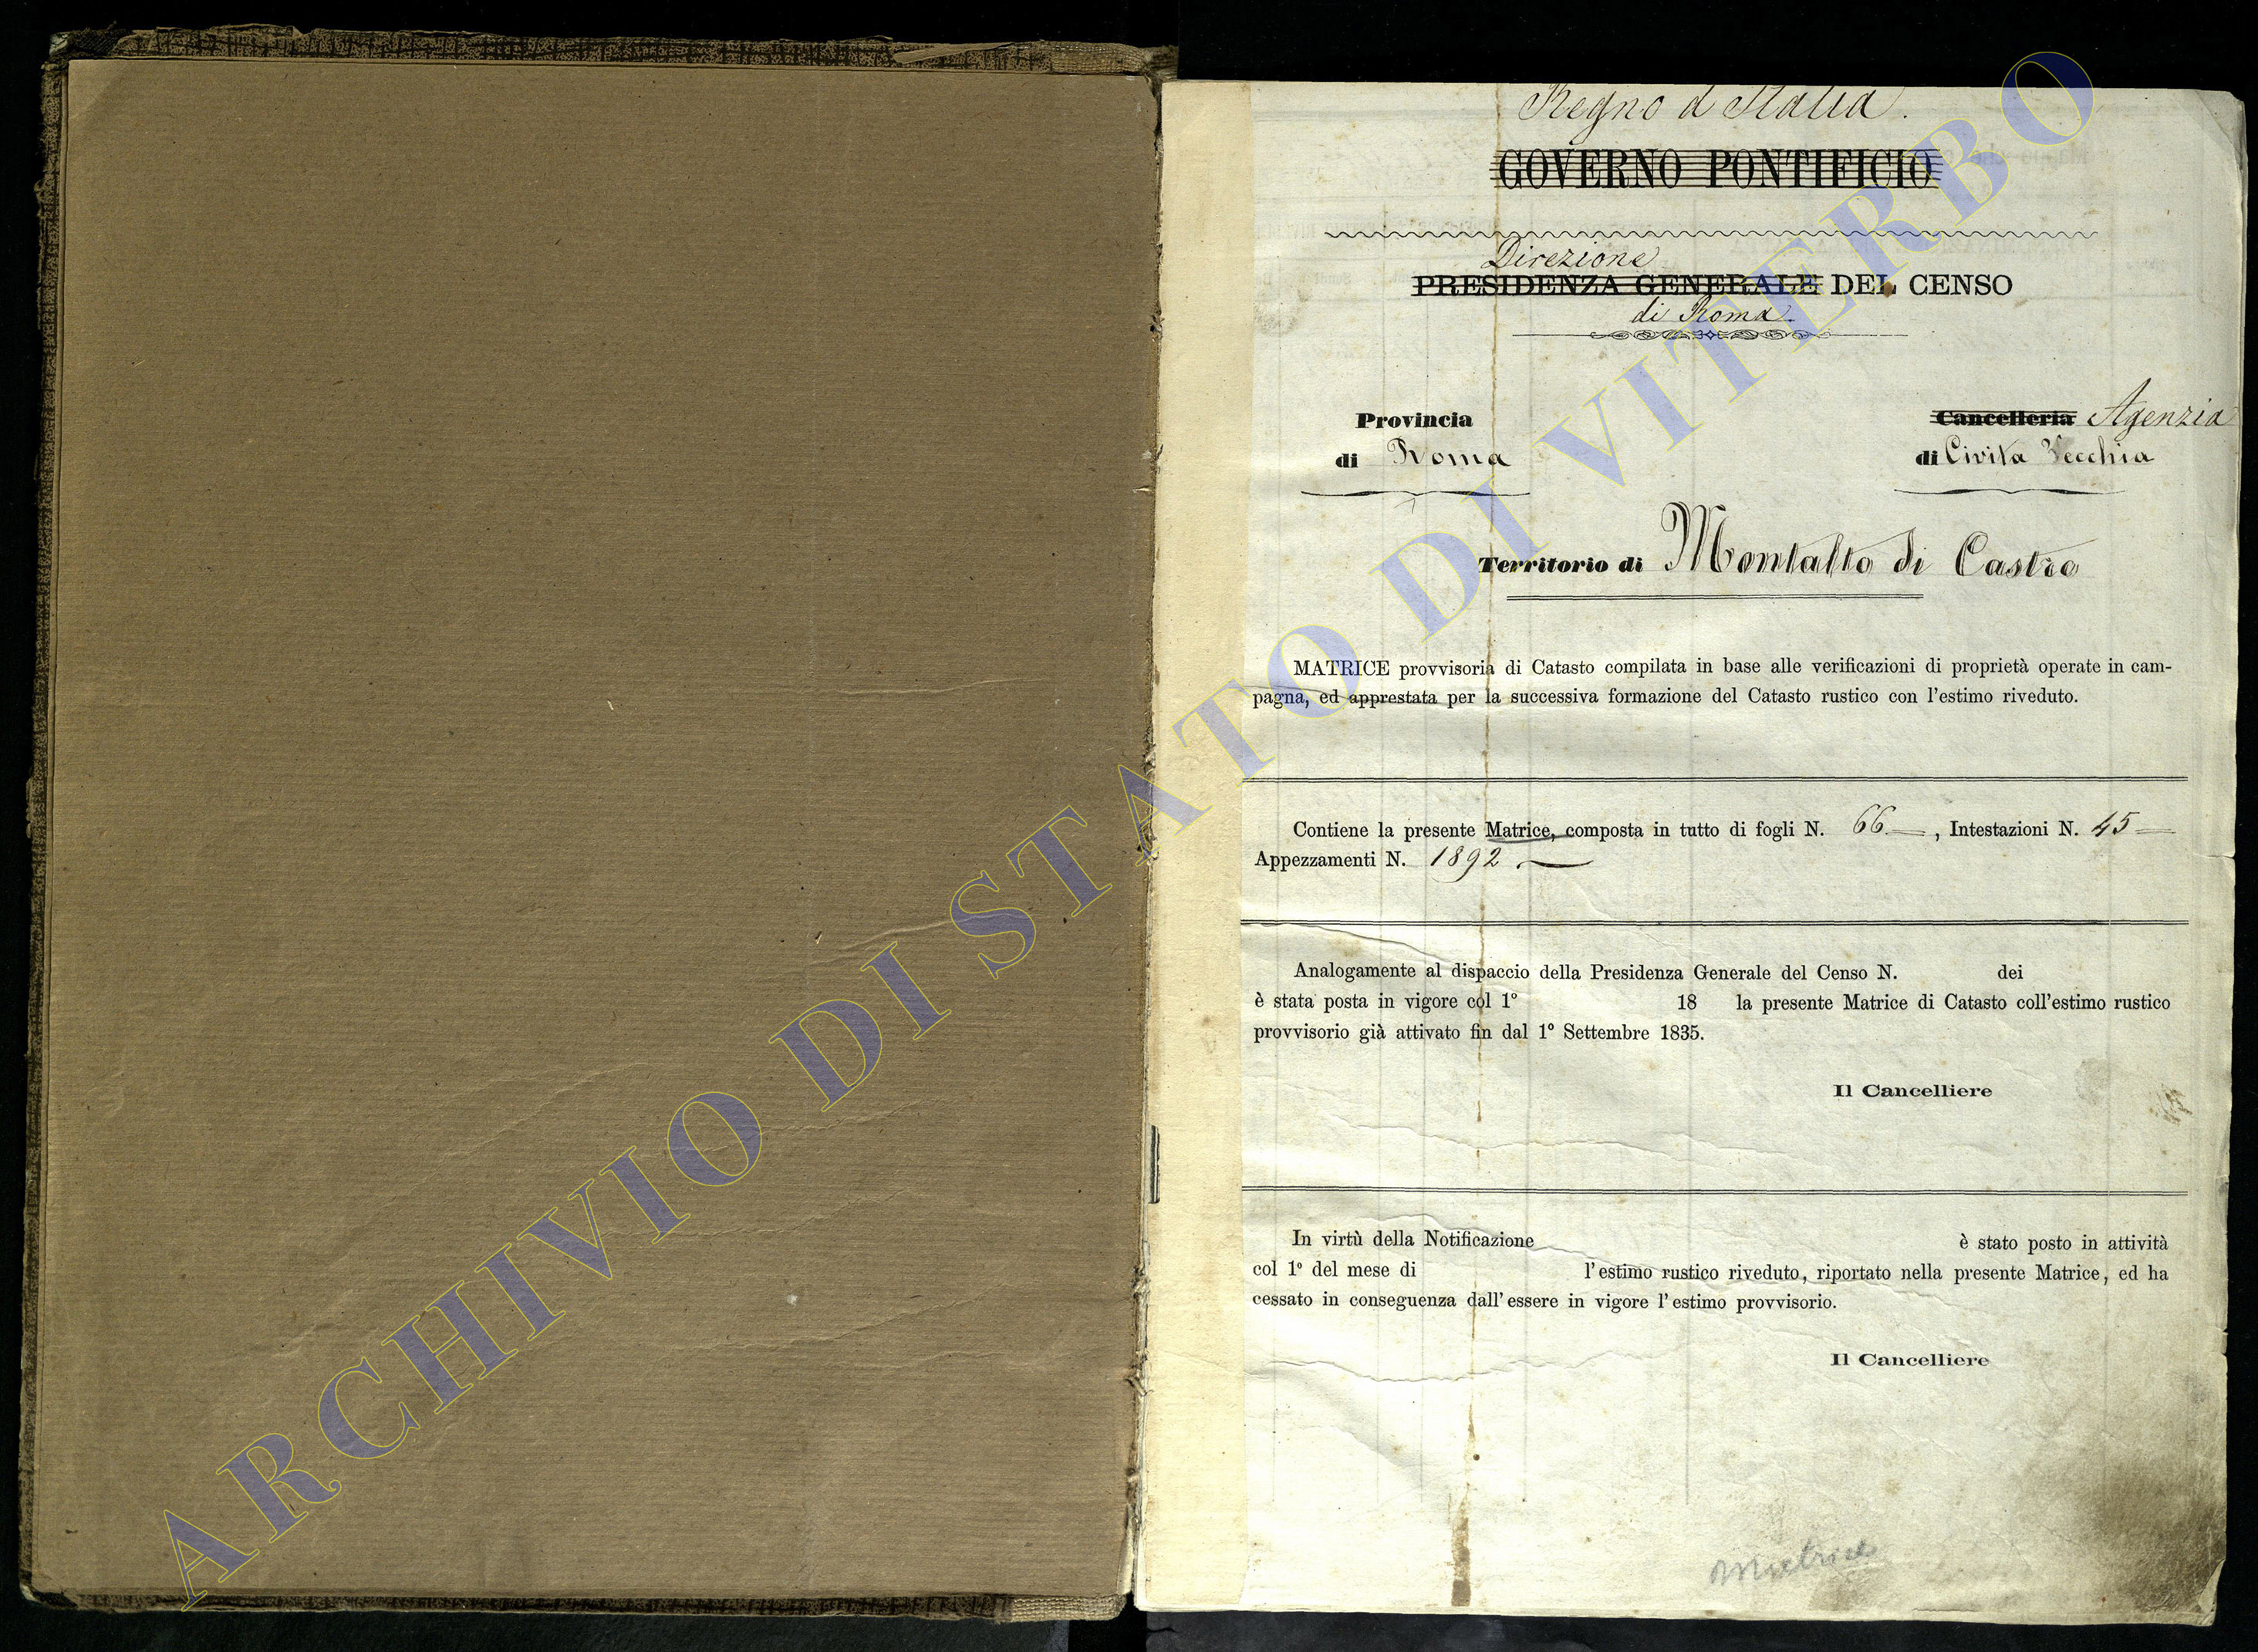 Regno d'Italia.
GOVERNO PONTIFICIO
Direzione
PRESIDENZA GENERALE DEL CENSO
di Roma.
Provincia
di Roma
Cancelleria Agenzia
di Civita Vecchia
Territorio di Montalto di Castro
MATRICE provvisoria di Catasto compilata in base alle verificazioni di proprietà operate in cam-
pagna, ed apprestata per la successiva formazione del Catasto rustico con l'estimo riveduto.
Contiene la presente Matrice, composta in tutto di fogli N. 66 — , Intestazioni N. 45 —
Appezzamenti N. 1892 . —
Analogamente al dispaccio della Presidenza Generale del Censo N. dei
è stata posta in vigore col 1° 18 la presente Matrice di Catasto coll'estimo rustico
provvisorio già attivato fin dal 1° Settembre 1835.
Il Cancelliere
In virtù della Notificazione è stato posto in attività
col 1° del mese di l'estimo rustico riveduto, riportato nella presente Matrice, ed ha
cessato in conseguenza dall'essere in vigore l'estimo provvisorio.
Il Cancelliere
Matrice
ARCHIVIO DI STATO DI VITERBO